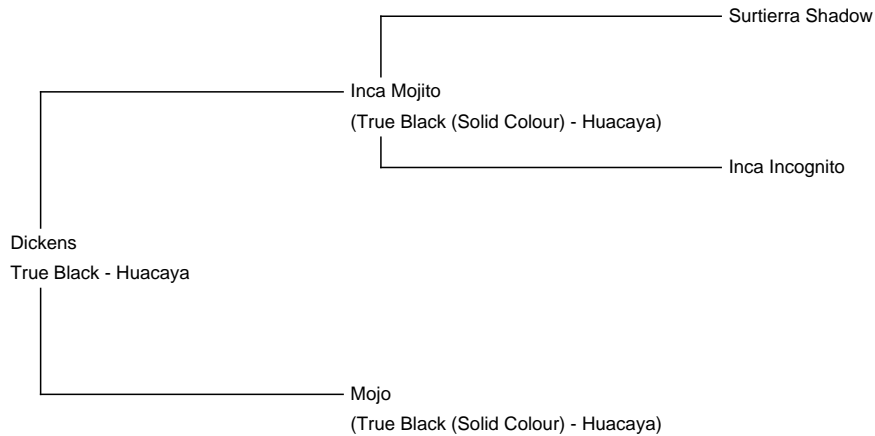 Surtierra Shadow
Inca Mojito
(True Black (Solid Colour) - Huacaya)
Inca Incognito
Dickens
True Black - Huacaya
Mojo
(True Black (Solid Colour) - Huacaya)